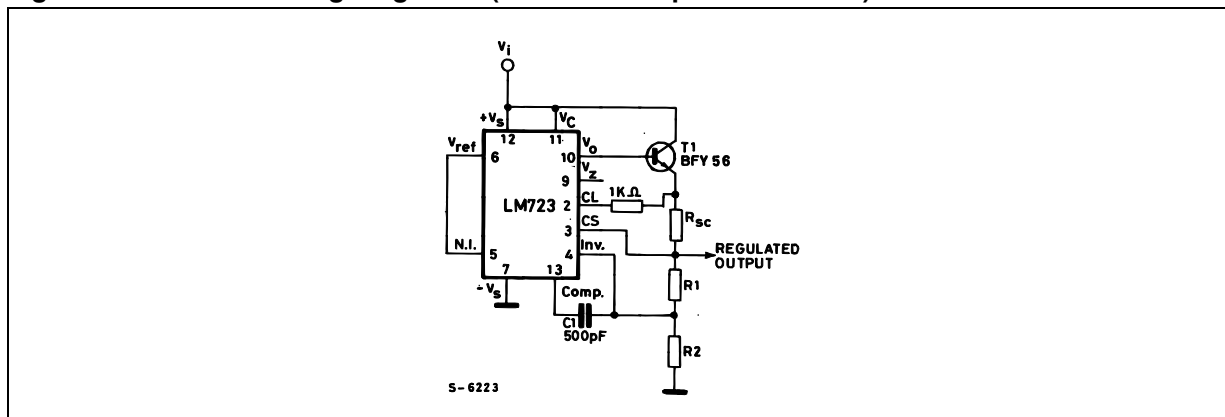 Vi
+Vs
VC
12
11
Vref
6
Vo
10
T1
BFY 56
Vz
9
LM723
2
CL
1KΩ
Rsc
3
CS
N.I.
5
4
Inv.
REGULATED
OUTPUT
7
13
-Vs
Comp.
R1
C1
500pF
R2
S-6223